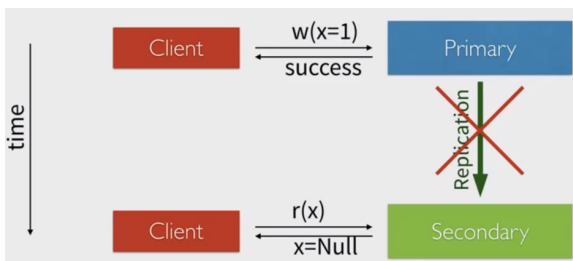 w(x=1)
Client
Primary
success
time
Replication
r(x)
Client
Secondary
x=Null